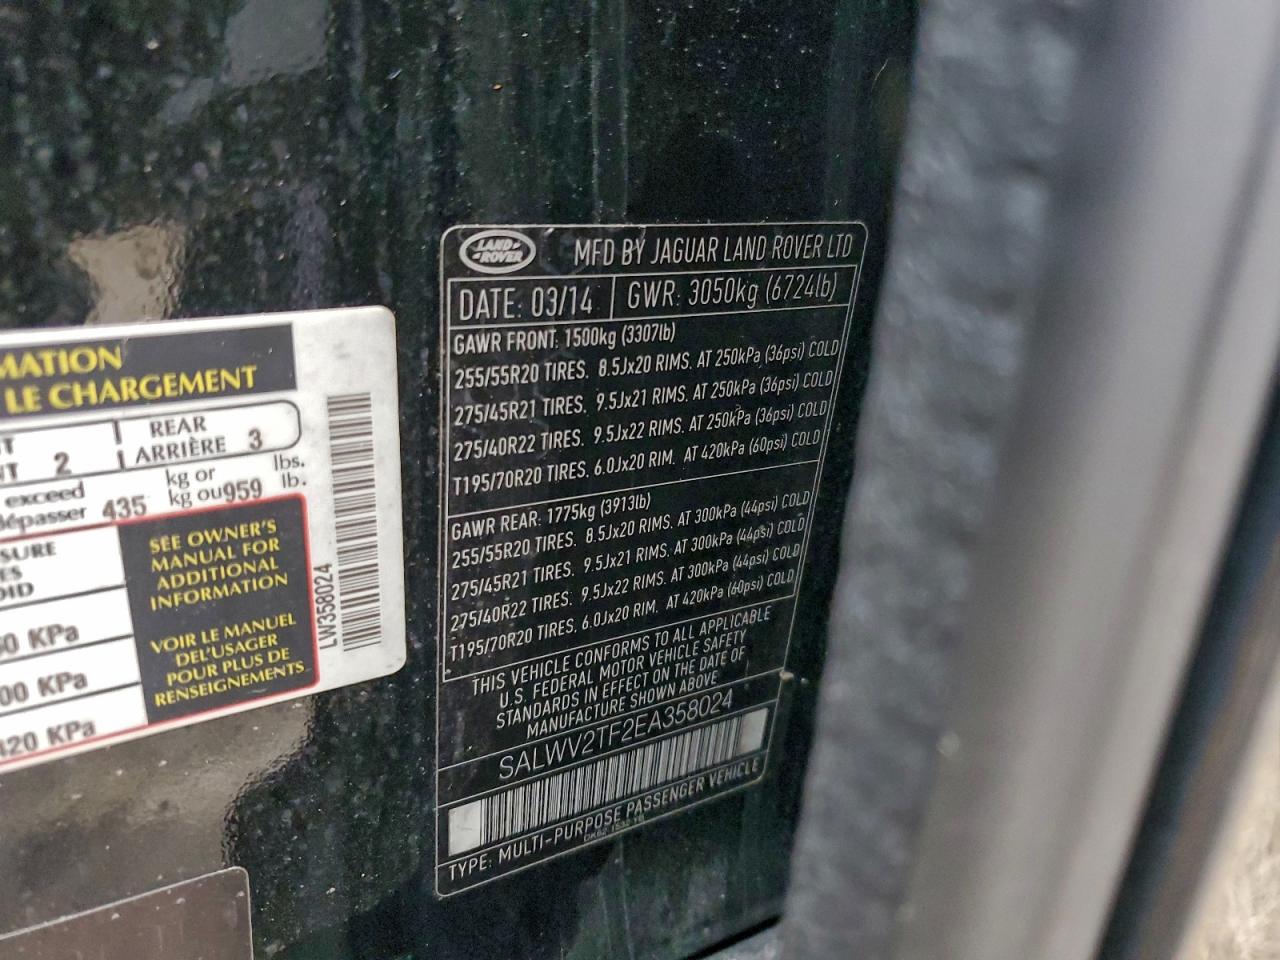 MATION
LE CHARGEMENT
2
REAR
ARRIÈRE 3
exceed
dépasser 435
kg or
kg ou 959
lbs.
lb.
SURE
ES
OID
KPa
00 KPa
420 KPa
SEE OWNER'S
MANUAL FOR
ADDITIONAL
INFORMATION
VOIR LE MANUEL
DEL'USAGER
POUR PLUS DE
RENSEIGNEMENTS
LW358024
LAND
ROVER
MFD BY JAGUAR LAND ROVER LTD
DATE: 03/14 GWR: 3050kg (6724lb)
GAWR FRONT: 1500kg (3307lb)
255/55R20 TIRES. 8.5Jx20 RIMS. AT 250kPa (36psi) COLD
275/45R21 TIRES. 9.5Jx21 RIMS. AT 250kPa (36psi) COLD
275/40R22 TIRES. 9.5Jx22 RIMS. AT 250kPa (36psi) COLD
T195/70R20 TIRES. 6.0Jx20 RIM. AT 420kPa (60psi) COLD
GAWR REAR: 1775kg (3913lb)
255/55R20 TIRES. 8.5Jx20 RIMS. AT 300kPa (44psi) COLD
275/45R21 TIRES. 9.5Jx21 RIMS. AT 300kPa (44psi) COLD
275/40R22 TIRES. 9.5Jx22 RIMS. AT 300kPa (44psi) COLD
T195/70R20 TIRES. 6.0Jx20 RIM. AT 420kPa (60psi) COLD
THIS VEHICLE CONFORMS TO ALL APPLICABLE
U.S. FEDERAL MOTOR VEHICLE SAFETY
STANDARDS IN EFFECT ON THE DATE OF
MANUFACTURE SHOWN ABOVE
SALWV2TF2EA358024
TYPE: MULTI-PURPOSE PASSENGER VEHICLE